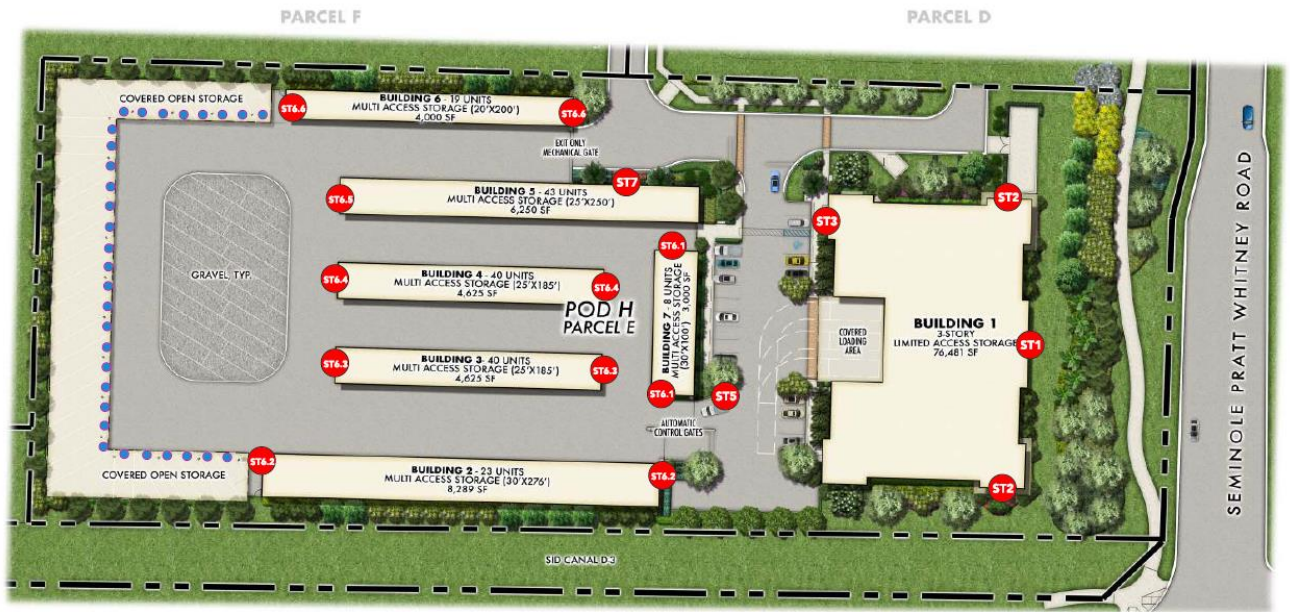 PARCEL F
PARCEL D
COVERED OPEN STORAGE
ST6.6
BUILDING 6 - 19 UNITS
MULTI ACCESS STORAGE (20'X200')
4,000 SF
ST6.6
EXIT ONLY
MECHANICAL GATE
ST7
ST6.5
BUILDING 5 - 43 UNITS
MULTI ACCESS STORAGE (25'X250')
6,250 SF
ST2
ST3
ST6.1
GRAVEL, TYP.
ST6.4
BUILDING 4 - 40 UNITS
MULTI ACCESS STORAGE (25'X185')
4,625 SF
ST6.4
POD H
PARCEL E
BUILDING 7 - 8 UNITS
MULTI ACCESS STORAGE
(30'X100') 3,000 SF
COVERED
LOADING
AREA
BUILDING 1
3-STORY
LIMITED ACCESS STORAGE
76,481 SF
ST1
ST6.3
BUILDING 3- 40 UNITS
MULTI ACCESS STORAGE (25'X185')
4,625 SF
ST6.3
ST6.1
ST5
AUTOMATIC
CONTROL GATES
SEMINOLE PRATT WHITNEY ROAD
COVERED OPEN STORAGE
ST6.2
BUILDING 2 - 23 UNITS
MULTI ACCESS STORAGE (30'X276')
8,289 SF
ST6.2
ST2
SID CANAL D3